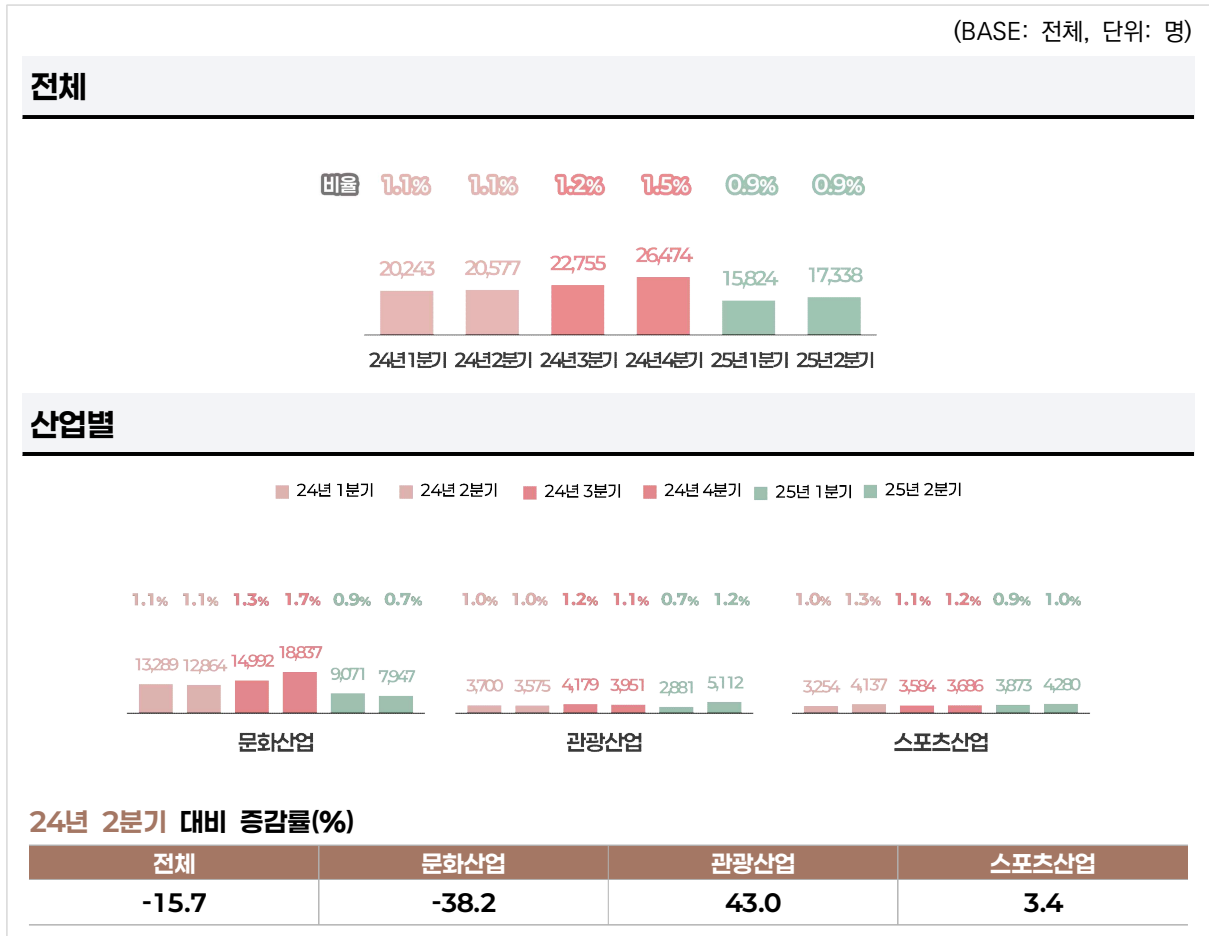 (BASE: 전체, 단위: 명)
전체
비율 1.1% 1.1% 1.2% 1.5% 0.9% 0.9%
20,243 20,577 22,755 26,474 15,824 17,338
24년1분기 24년2분기 24년3분기 24년4분기 25년1분기 25년2분기
산업별
24년 1분기 24년 2분기 24년 3분기 24년 4분기 25년 1분기 25년 2분기
1.1% 1.1% 1.3% 1.7% 0.9% 0.7% 1.0% 1.0% 1.2% 1.1% 0.7% 1.2% 1.0% 1.3% 1.1% 1.2% 0.9% 1.0%
13,289 12,864 14,992 18,837 9,071 7,947 3,700 3,575 4,179 3,951 2,881 5,112 3,254 4,137 3,584 3,686 3,873 4,280
문화산업 관광산업 스포츠산업
24년 2분기 대비 증감률(%)
전체 문화산업 관광산업 스포츠산업
-15.7 -38.2 43.0 3.4